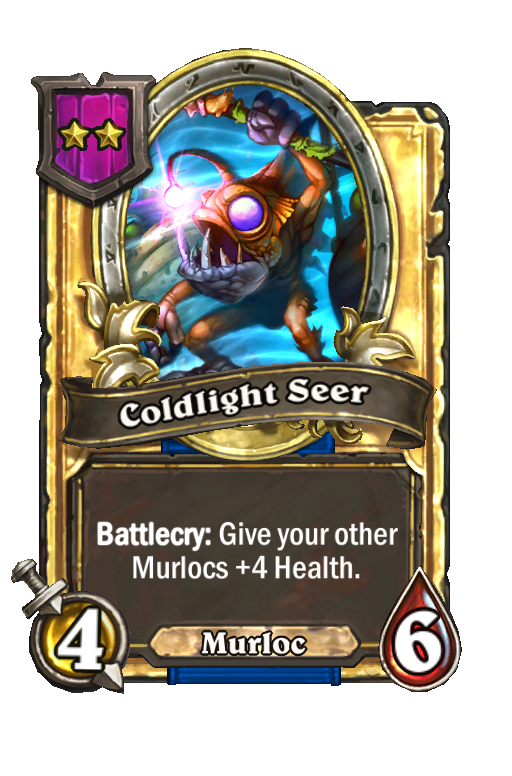 Coldlight Seer
Battlecry: Give your other
Murlocs +4 Health.
4
Murloc
6